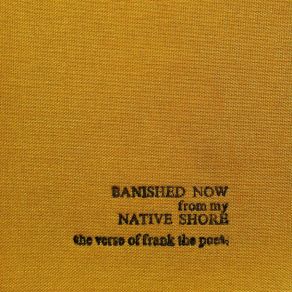 BANISHED NOW
from my
NATIVE SHORE
the verse of frank the poet,